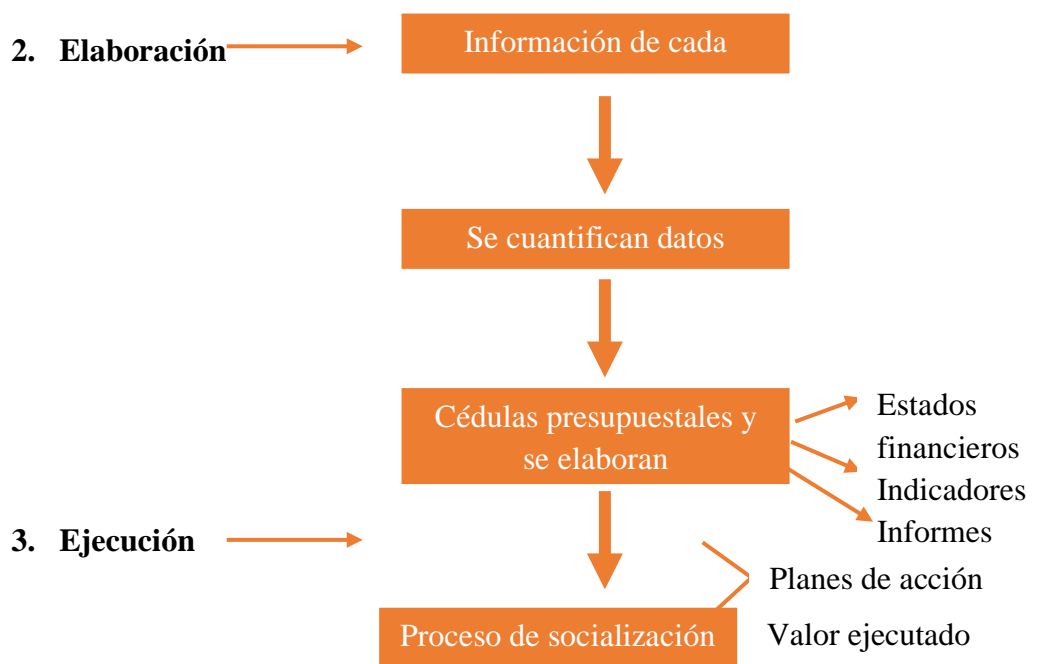 2. Elaboración
Información de cada
Se cuantifican datos
Cédulas presupuestales y
se elaboran
Estados
financieros
Indicadores
Informes
3. Ejecución
Planes de acción
Proceso de socialización
Valor ejecutado